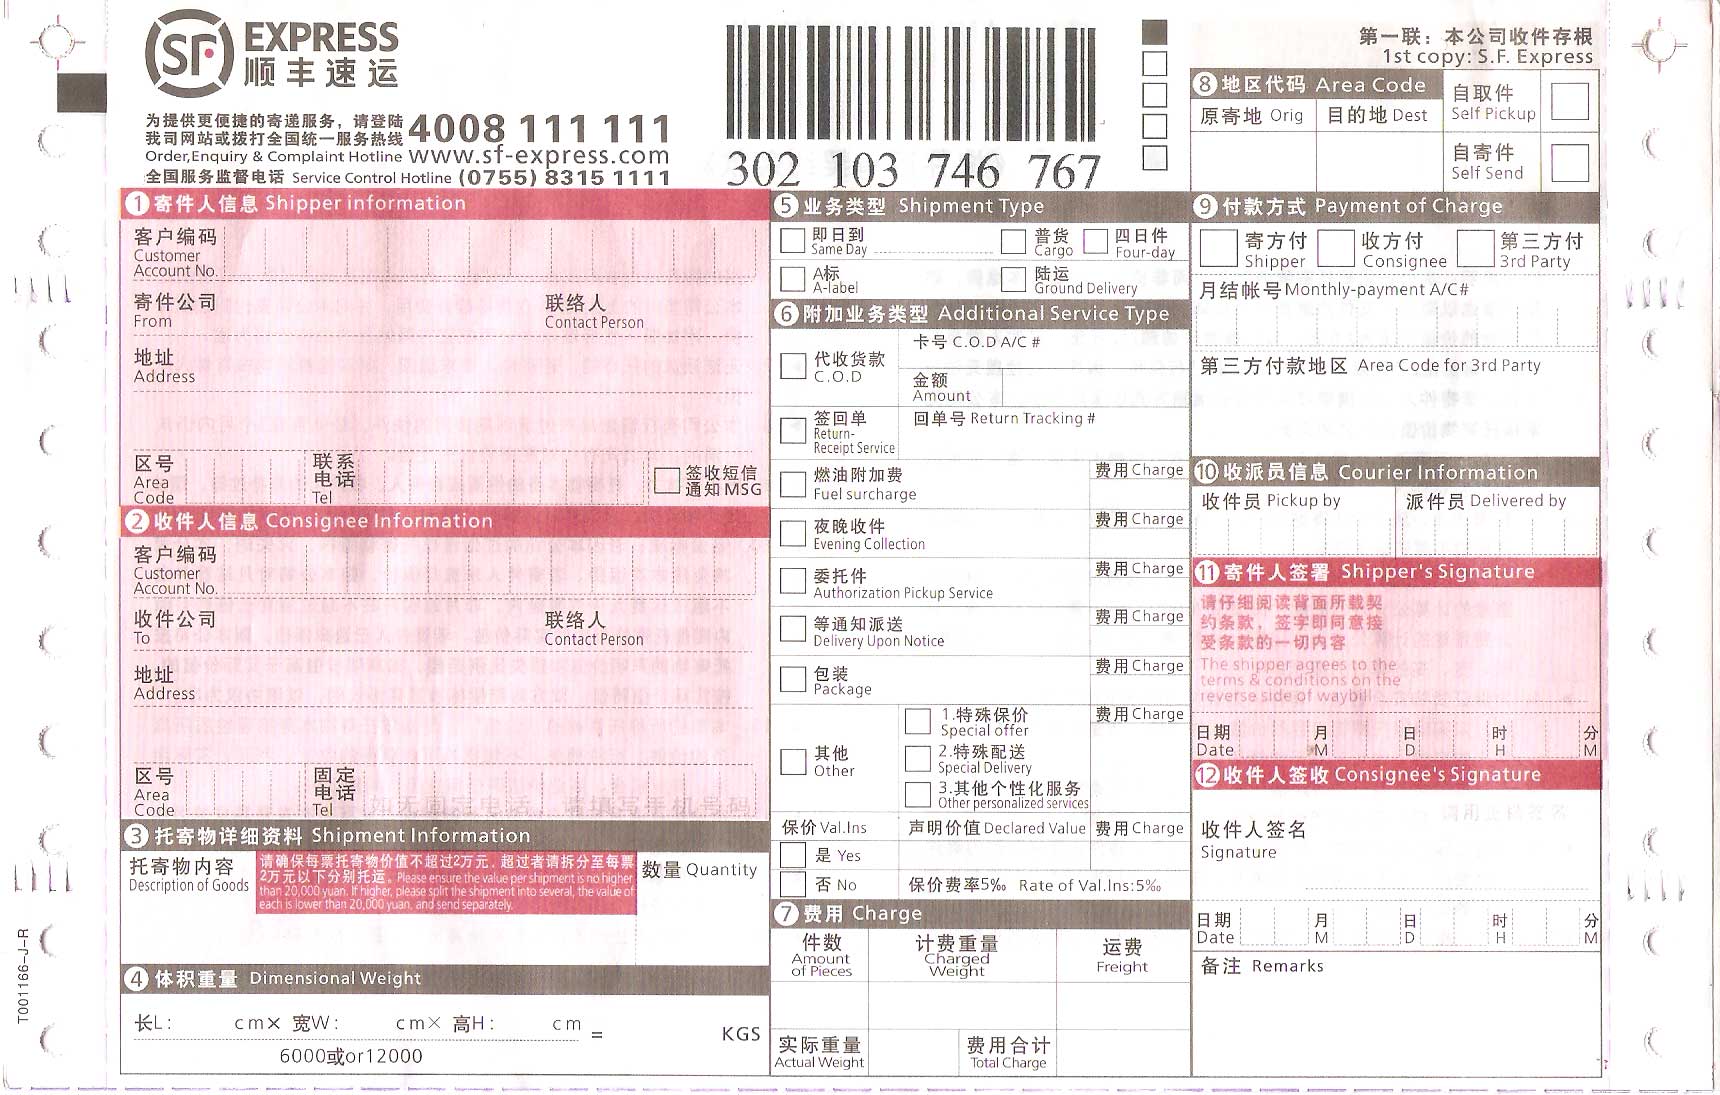 SF EXPRESS
顺丰速运
为提供更便捷的寄递服务，请登陆
我司网站或拨打全国统一服务热线 4008 111 111
Order,Enquiry & Complaint Hotline www.sf-express.com
全国服务监督电话 Service Control Hotline (0755) 8315 1111
302 103 746 767
第一联：本公司收件存根
1st copy: S.F. Express
8 地区代码 Area Code
原寄地 Orig 目的地 Dest
自取件
Self Pickup
自寄件
Self Send
1 寄件人信息 Shipper information
客户编码
Customer
Account No.
寄件公司
From
联络人
Contact Person
地址
Address
区号
Area
Code
联系
电话
Tel
签收短信
通知 MSG
2 收件人信息 Consignee Information
客户编码
Customer
Account No.
收件公司
To
联络人
Contact Person
地址
Address
区号
Area
Code
固定
电话
Tel
如无固定电话，请填写手机号码
3 托寄物详细资料 Shipment Information
托寄物内容
Description of Goods
请确保每票托寄物价值不超过2万元，超过者请拆分至每票
2万元以下分别托运。Please ensure the value per shipment is no higher
than 20,000 yuan. If higher, please split the shipment into several, the value of
each is lower than 20,000 yuan, and send separately.
数量 Quantity
4 体积重量 Dimensional Weight
长L: cm× 宽W: cm× 高H: cm = KGS
6000或or12000
5 业务类型 Shipment Type
即日到
Same Day
普货
Cargo
四日件
Four-day
A标
A-label
陆运
Ground Delivery
6 附加业务类型 Additional Service Type
代收货款
C.O.D
卡号 C.O.D A/C #
金额
Amount
签回单
Return-
Receipt Service
回单号 Return Tracking #
燃油附加费
Fuel surcharge
费用 Charge
夜晚收件
Evening Collection
费用 Charge
委托件
Authorization Pickup Service
费用 Charge
等通知派送
Delivery Upon Notice
费用 Charge
包装
Package
费用 Charge
其他
Other
1.特殊保价
Special offer
2.特殊配送
Special Delivery
3.其他个性化服务
Other personalized services
费用 Charge
保价 Val.Ins 声明价值 Declared Value 费用 Charge
是 Yes
否 No 保价费率5‰ Rate of Val.Ins:5‰
7 费用 Charge
件数
Amount
of Pieces
计费重量
Charged
Weight
运费
Freight
实际重量
Actual Weight
费用合计
Total Charge
9 付款方式 Payment of Charge
寄方付
Shipper
收方付
Consignee
第三方付
3rd Party
月结帐号 Monthly-payment A/C#
第三方付款地区 Area Code for 3rd Party
10 收派员信息 Courier Information
收件员 Pickup by 派件员 Delivered by
11 寄件人签署 Shipper's Signature
请仔细阅读背面所载契
约条款，签字即同意接
受条款的一切内容
The shipper agrees to the
terms & conditions on the
reverse side of waybill
日期 月 日 时 分
Date M D H M
12 收件人签收 Consignee's Signature
收件人签名
Signature
日期 月 日 时 分
Date M D H M
备注 Remarks
T001166-J-R